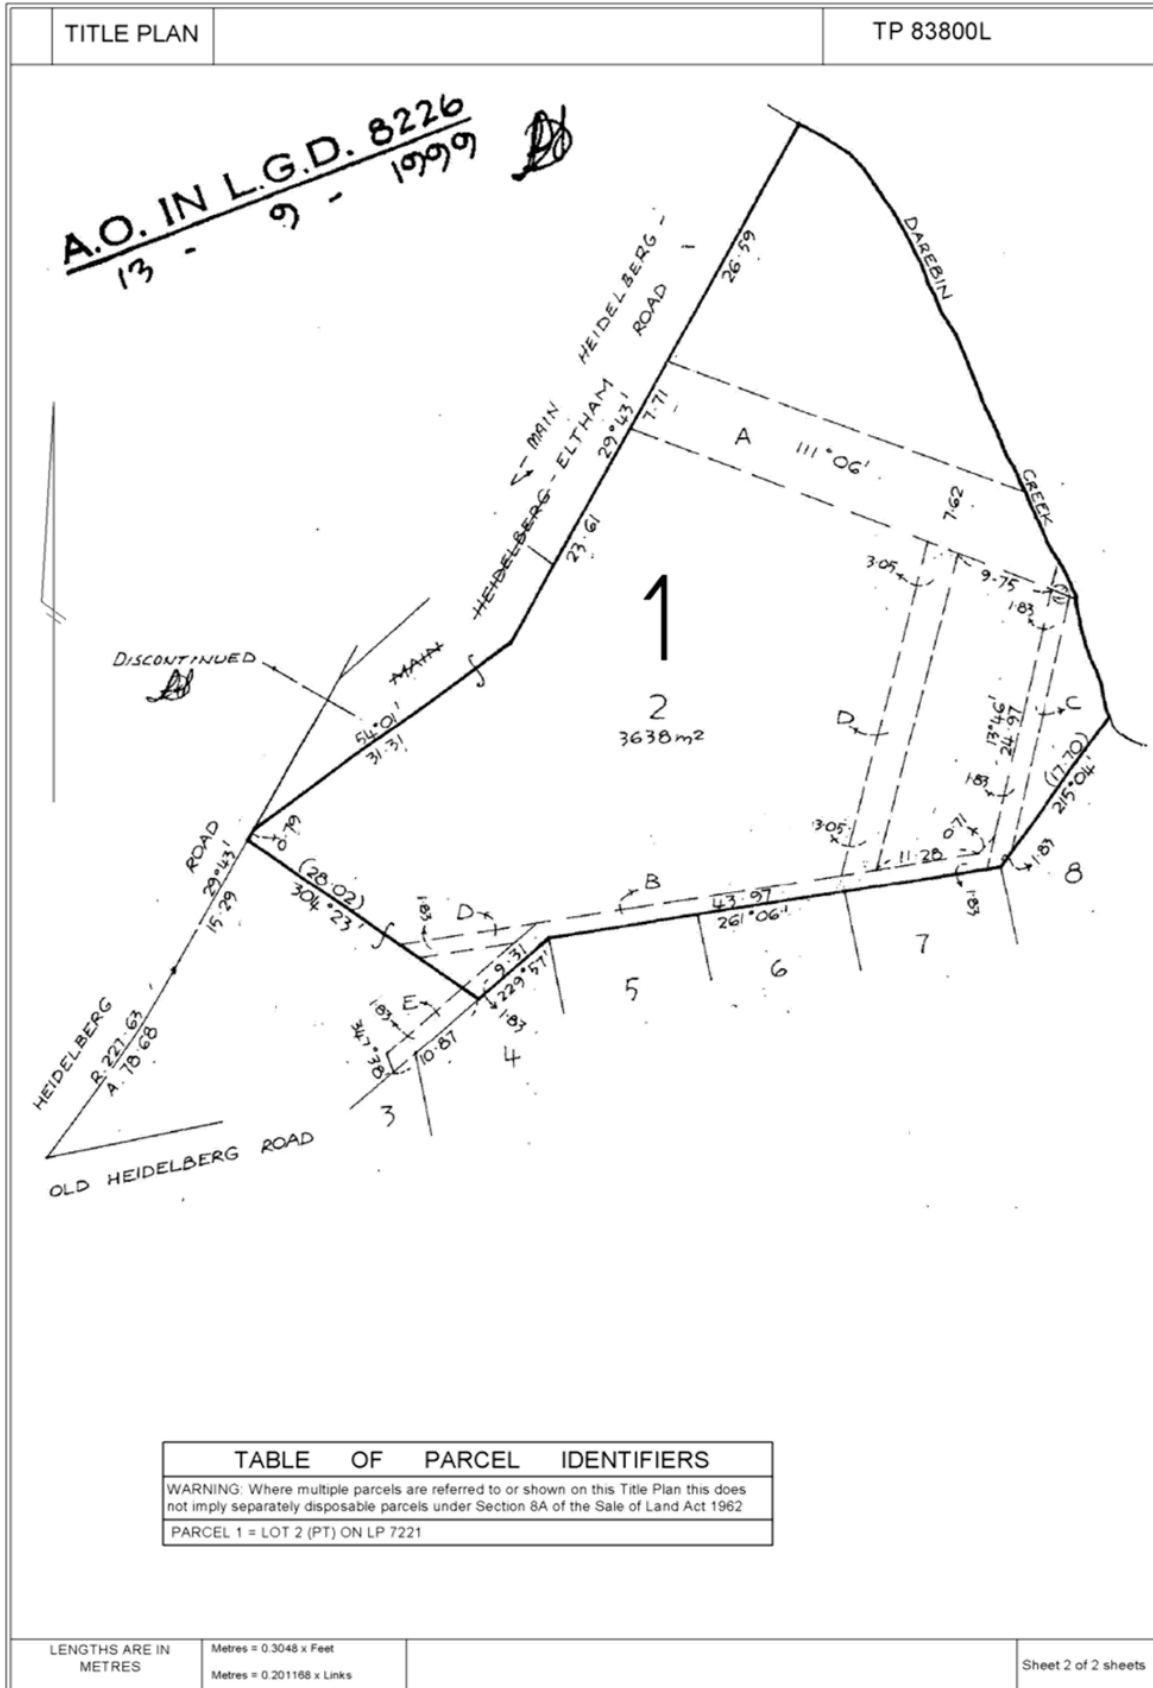 TITLE PLAN
TP 83800L
A.O. IN L.G.D. 8226
13 - 9 - 1999
DAREBIN
CREEK
26·59
HEIDELBERG -
ROAD
MAIN
HEIDELBERG - ELTHAM
29°43'
7·71
A
111°06'
7·62
23·61
3·05
9·75
1·83
1
2
3638m2
DISCONTINUED
MAIN
54°01'
31·31
D
13°46'
24·97
C
1·83
(17·70)
215°04'
0·79
ROAD
29°43'
15·29
(28·02)
304°23'
3·05
0·71
11·28
1·83
8
B
43·97
261°06'
1·83
D
1·83
7
6
5
9·31
229°57'
1·83
E
1·83
347°38'
10·87
4
3
HEIDELBERG
R. 227·63
A. 78·68
OLD HEIDELBERG ROAD
TABLE OF PARCEL IDENTIFIERS
WARNING: Where multiple parcels are referred to or shown on this Title Plan this does
not imply separately disposable parcels under Section 8A of the Sale of Land Act 1962
PARCEL 1 = LOT 2 (PT) ON LP 7221
LENGTHS ARE IN
METRES
Metres = 0.3048 x Feet
Metres = 0.201168 x Links
Sheet 2 of 2 sheets